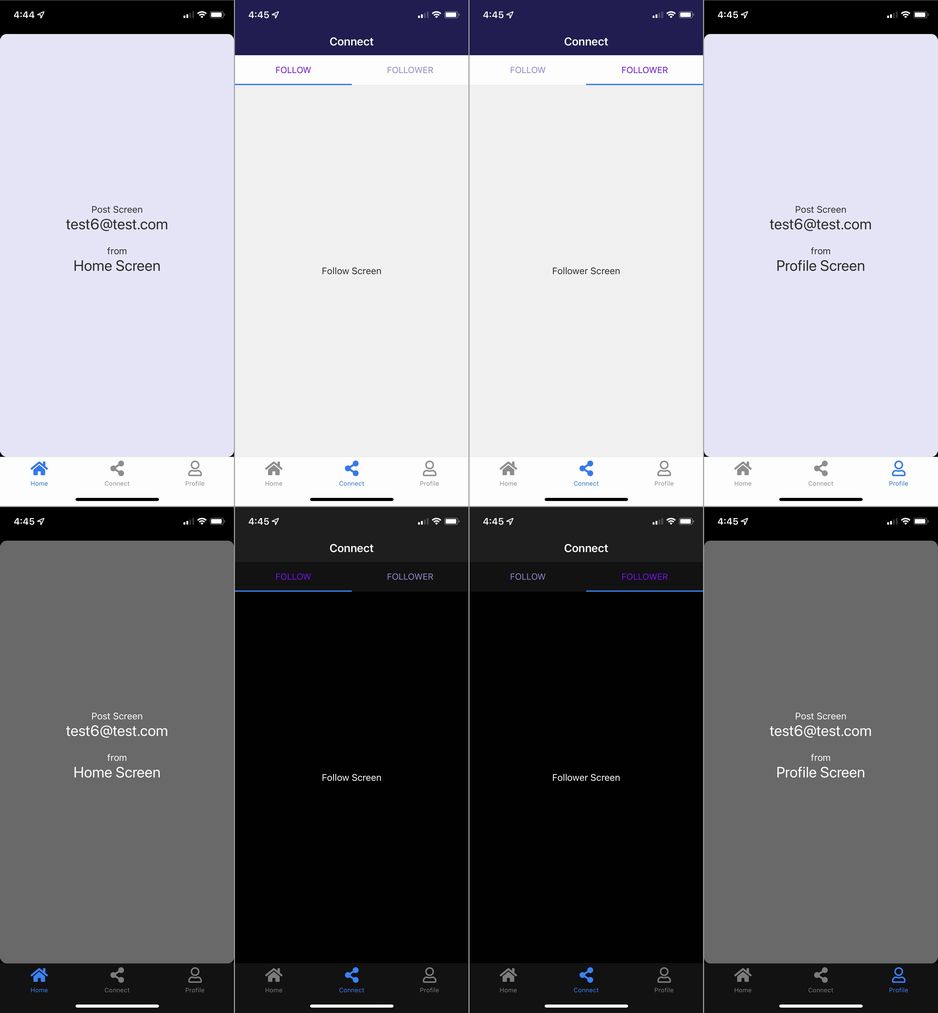 4:44
Post Screen
test6@test.com
from
Home Screen
Home
Connect
Profile
4:45
Connect
FOLLOW
FOLLOWER
Follow Screen
Home
Connect
Profile
4:45
Connect
FOLLOW
FOLLOWER
Follower Screen
Home
Connect
Profile
4:45
Post Screen
test6@test.com
from
Profile Screen
Home
Connect
Profile
4:45
Post Screen
test6@test.com
from
Home Screen
Home
Connect
Profile
4:45
Connect
FOLLOW
FOLLOWER
Follow Screen
Home
Connect
Profile
4:45
Connect
FOLLOW
FOLLOWER
Follower Screen
Home
Connect
Profile
4:45
Post Screen
test6@test.com
from
Profile Screen
Home
Connect
Profile